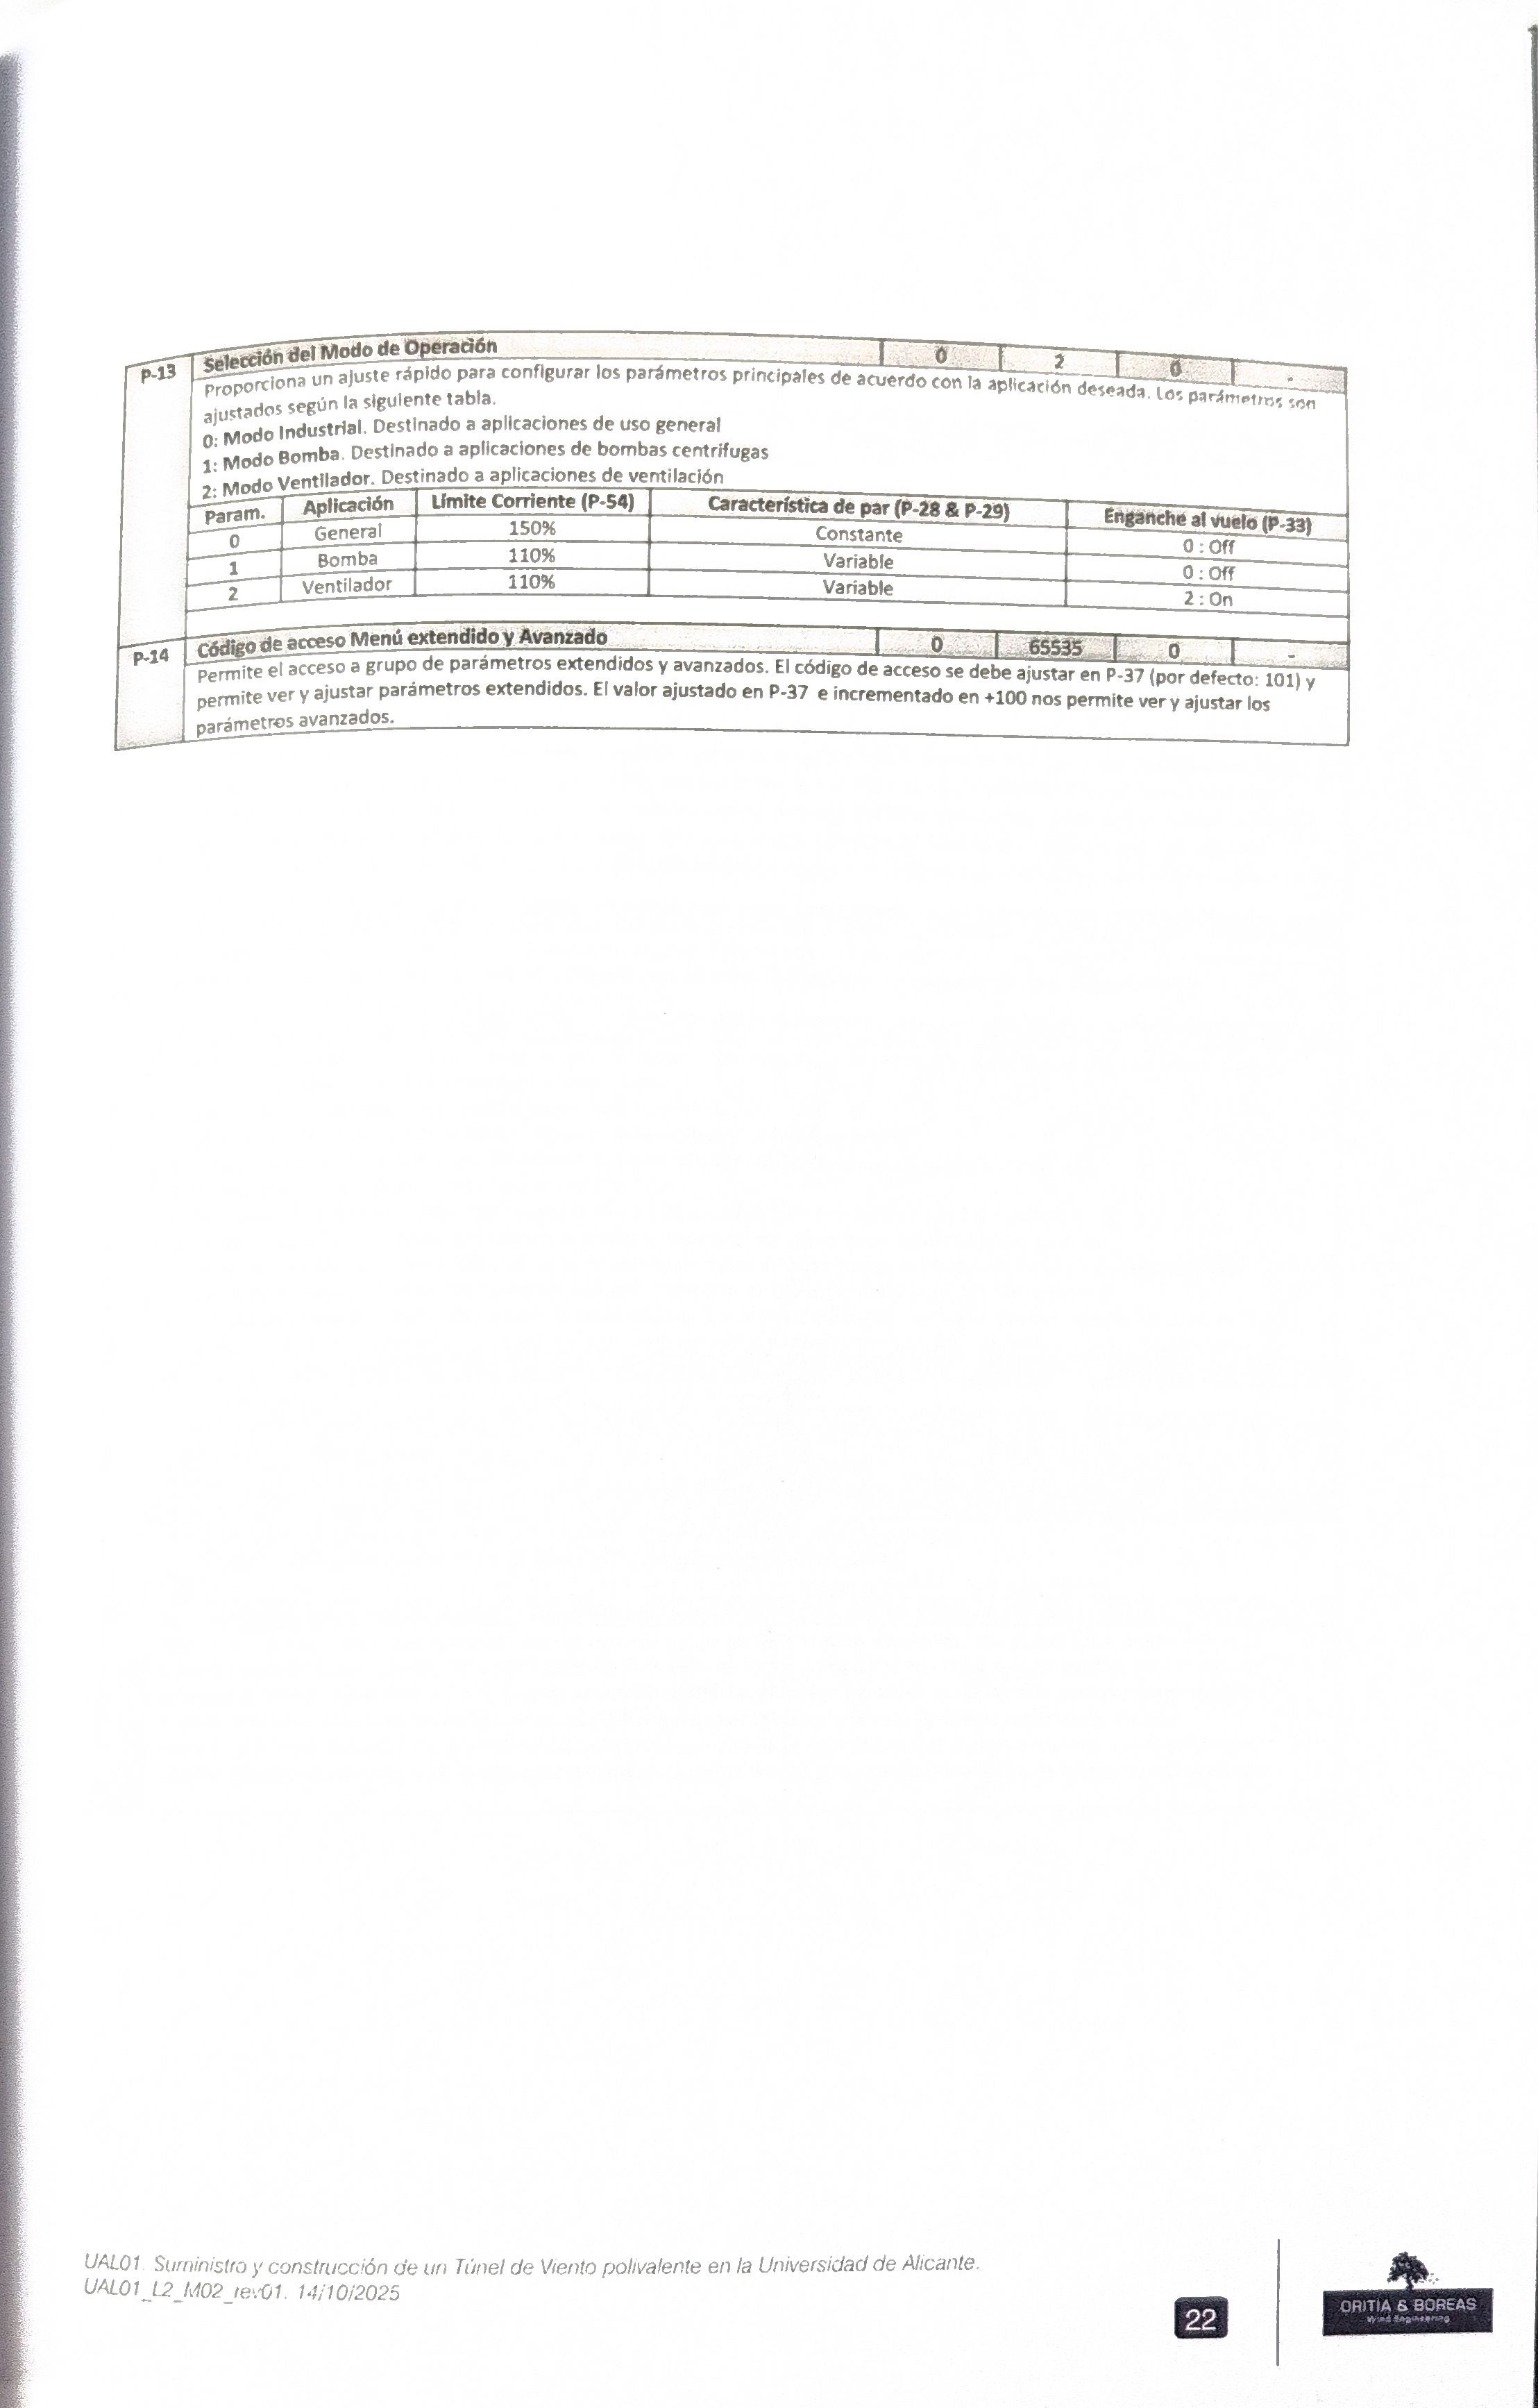 P-13 Selección del Modo de Operación 0 2 0 -
Proporciona un ajuste rápido para configurar los parámetros principales de acuerdo con la aplicación deseada. Los parámetros son
ajustados según la siguiente tabla.
0: Modo Industrial. Destinado a aplicaciones de uso general
1: Modo Bomba. Destinado a aplicaciones de bombas centrífugas
2: Modo Ventilador. Destinado a aplicaciones de ventilación
Param. Aplicación Límite Corriente (P-54) Característica de par (P-28 & P-29) Enganche al vuelo (P-33)
0 General 150% Constante 0 : Off
1 Bomba 110% Variable 0 : Off
2 Ventilador 110% Variable 2 : On
P-14 Código de acceso Menú extendido y Avanzado 0 65535 0 -
Permite el acceso a grupo de parámetros extendidos y avanzados. El código de acceso se debe ajustar en P-37 (por defecto: 101) y
permite ver y ajustar parámetros extendidos. El valor ajustado en P-37 e incrementado en +100 nos permite ver y ajustar los
parámetros avanzados.
UAL01. Suministro y construcción de un Túnel de Viento polivalente en la Universidad de Alicante.
UAL01_L2_M02_rev01. 14/10/2025
22
ORITIA & BOREAS
Wind Engineering